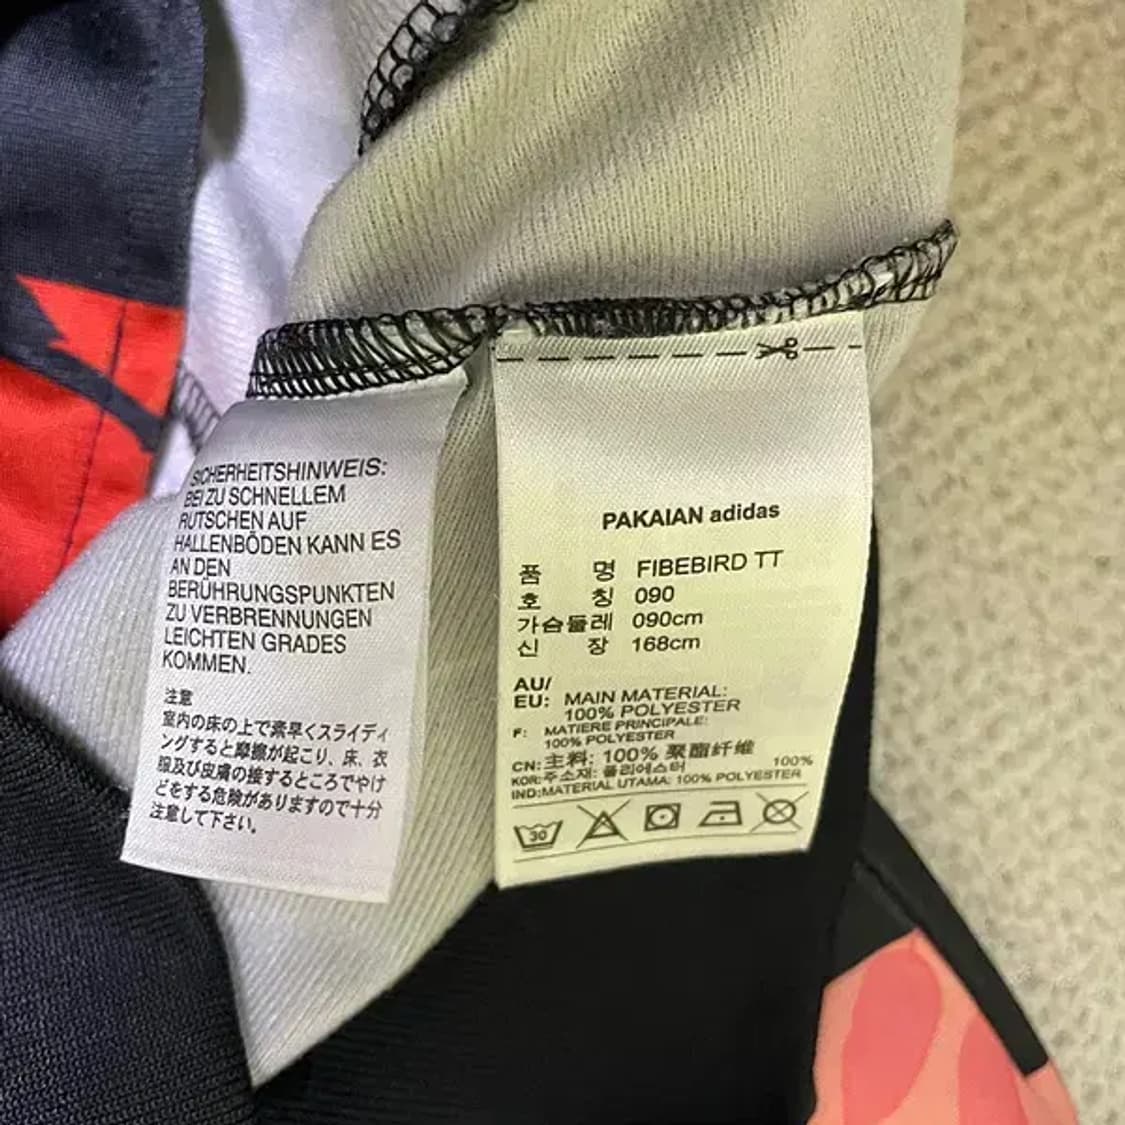 SICHERHEITSHINWEIS:
BEI ZU SCHNELLEM
RUTSCHEN AUF
HALLENBÖDEN KANN ES
AN DEN
BERÜHRUNGSPUNKTEN
ZU VERBRENNUNGEN
LEICHTEN GRADES
KOMMEN.
注意
室内の床の上で素早くスライディ
ングすると摩擦が起こり、床、衣
服及び皮膚の接するところでやけ
どをする危険がありますので十分
注意して下さい。
PAKAIAN adidas
품 명 FIBEBIRD TT
호 칭 090
가슴둘레 090cm
신 장 168cm
AU/
EU: MAIN MATERIAL:
100% POLYESTER
F: MATIERE PRINCIPALE:
100% POLYESTER
CN: 主料: 100% 聚酯纤维
KOR: 주소재: 폴리에스터 100%
IND: MATERIAL UTAMA: 100% POLYESTER
30